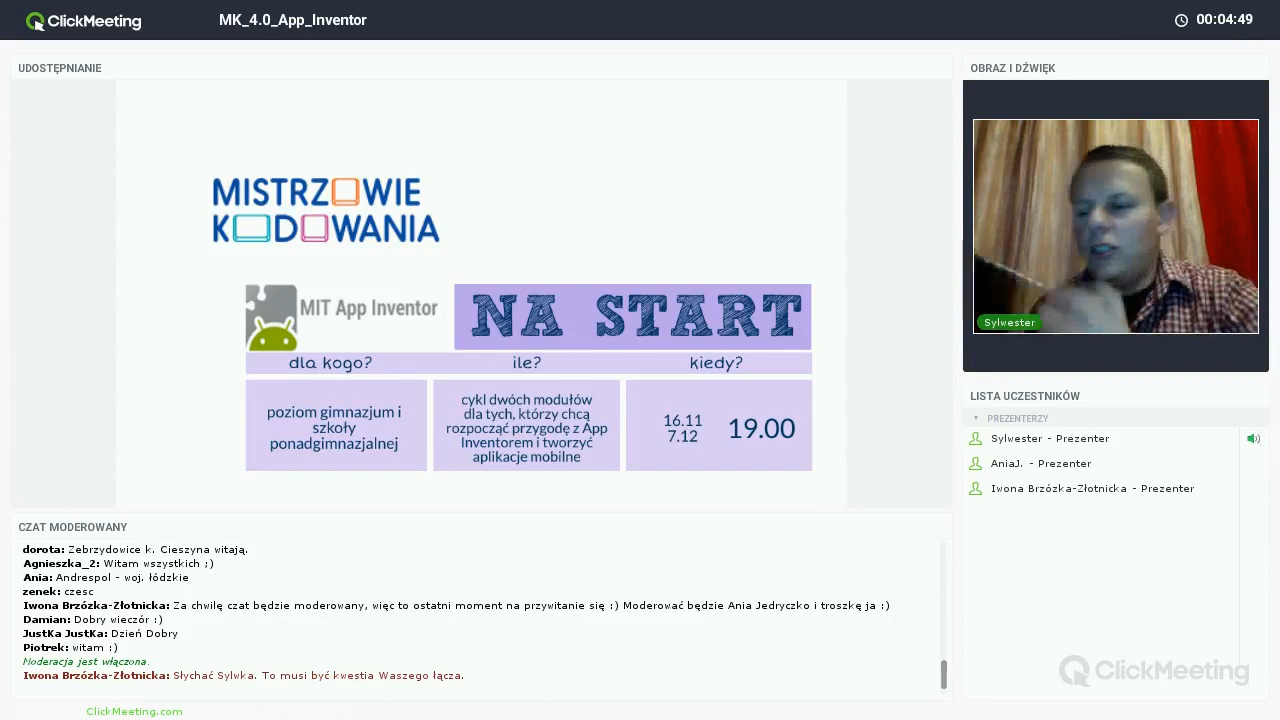 ClickMeeting
MK_4.0_App_Inventor
00:04:49
UDOSTĘPNIANIE
MISTRZOWIE
KODOWANIA
MIT App Inventor
NA START
dla kogo?
ile?
kiedy?
poziom gimnazjum i
szkoły
ponadgimnazjalnej
cykl dwóch modułów
dla tych, którzy chcą
rozpocząć przygodę z App
Inventorem i tworzyć
aplikacje mobilne
16.11
7.12
19.00
OBRAZ I DŹWIĘK
Sylwester
LISTA UCZESTNIKÓW
PREZENTERZY
Sylwester - Prezenter
AniaJ. - Prezenter
Iwona Brzózka-Złotnicka - Prezenter
CZAT MODEROWANY
dorota: Zebrzydowice k. Cieszyna witają.
Agnieszka_2: Witam wszystkich ;)
Ania: Andrespol - woj. łódzkie
zenek: czesc
Iwona Brzózka-Złotnicka: Za chwilę czat będzie moderowany, więc to ostatni moment na przywitanie się :) Moderować będzie Ania Jedryczko i troszkę ja :)
Damian: Dobry wieczór :)
JustKa JustKa: Dzień Dobry
Piotrek: witam :)
Moderacja jest włączona.
Iwona Brzózka-Złotnicka: Słychać Sylwka. To musi być kwestia Waszego łącza.
ClickMeeting
ClickMeeting.com